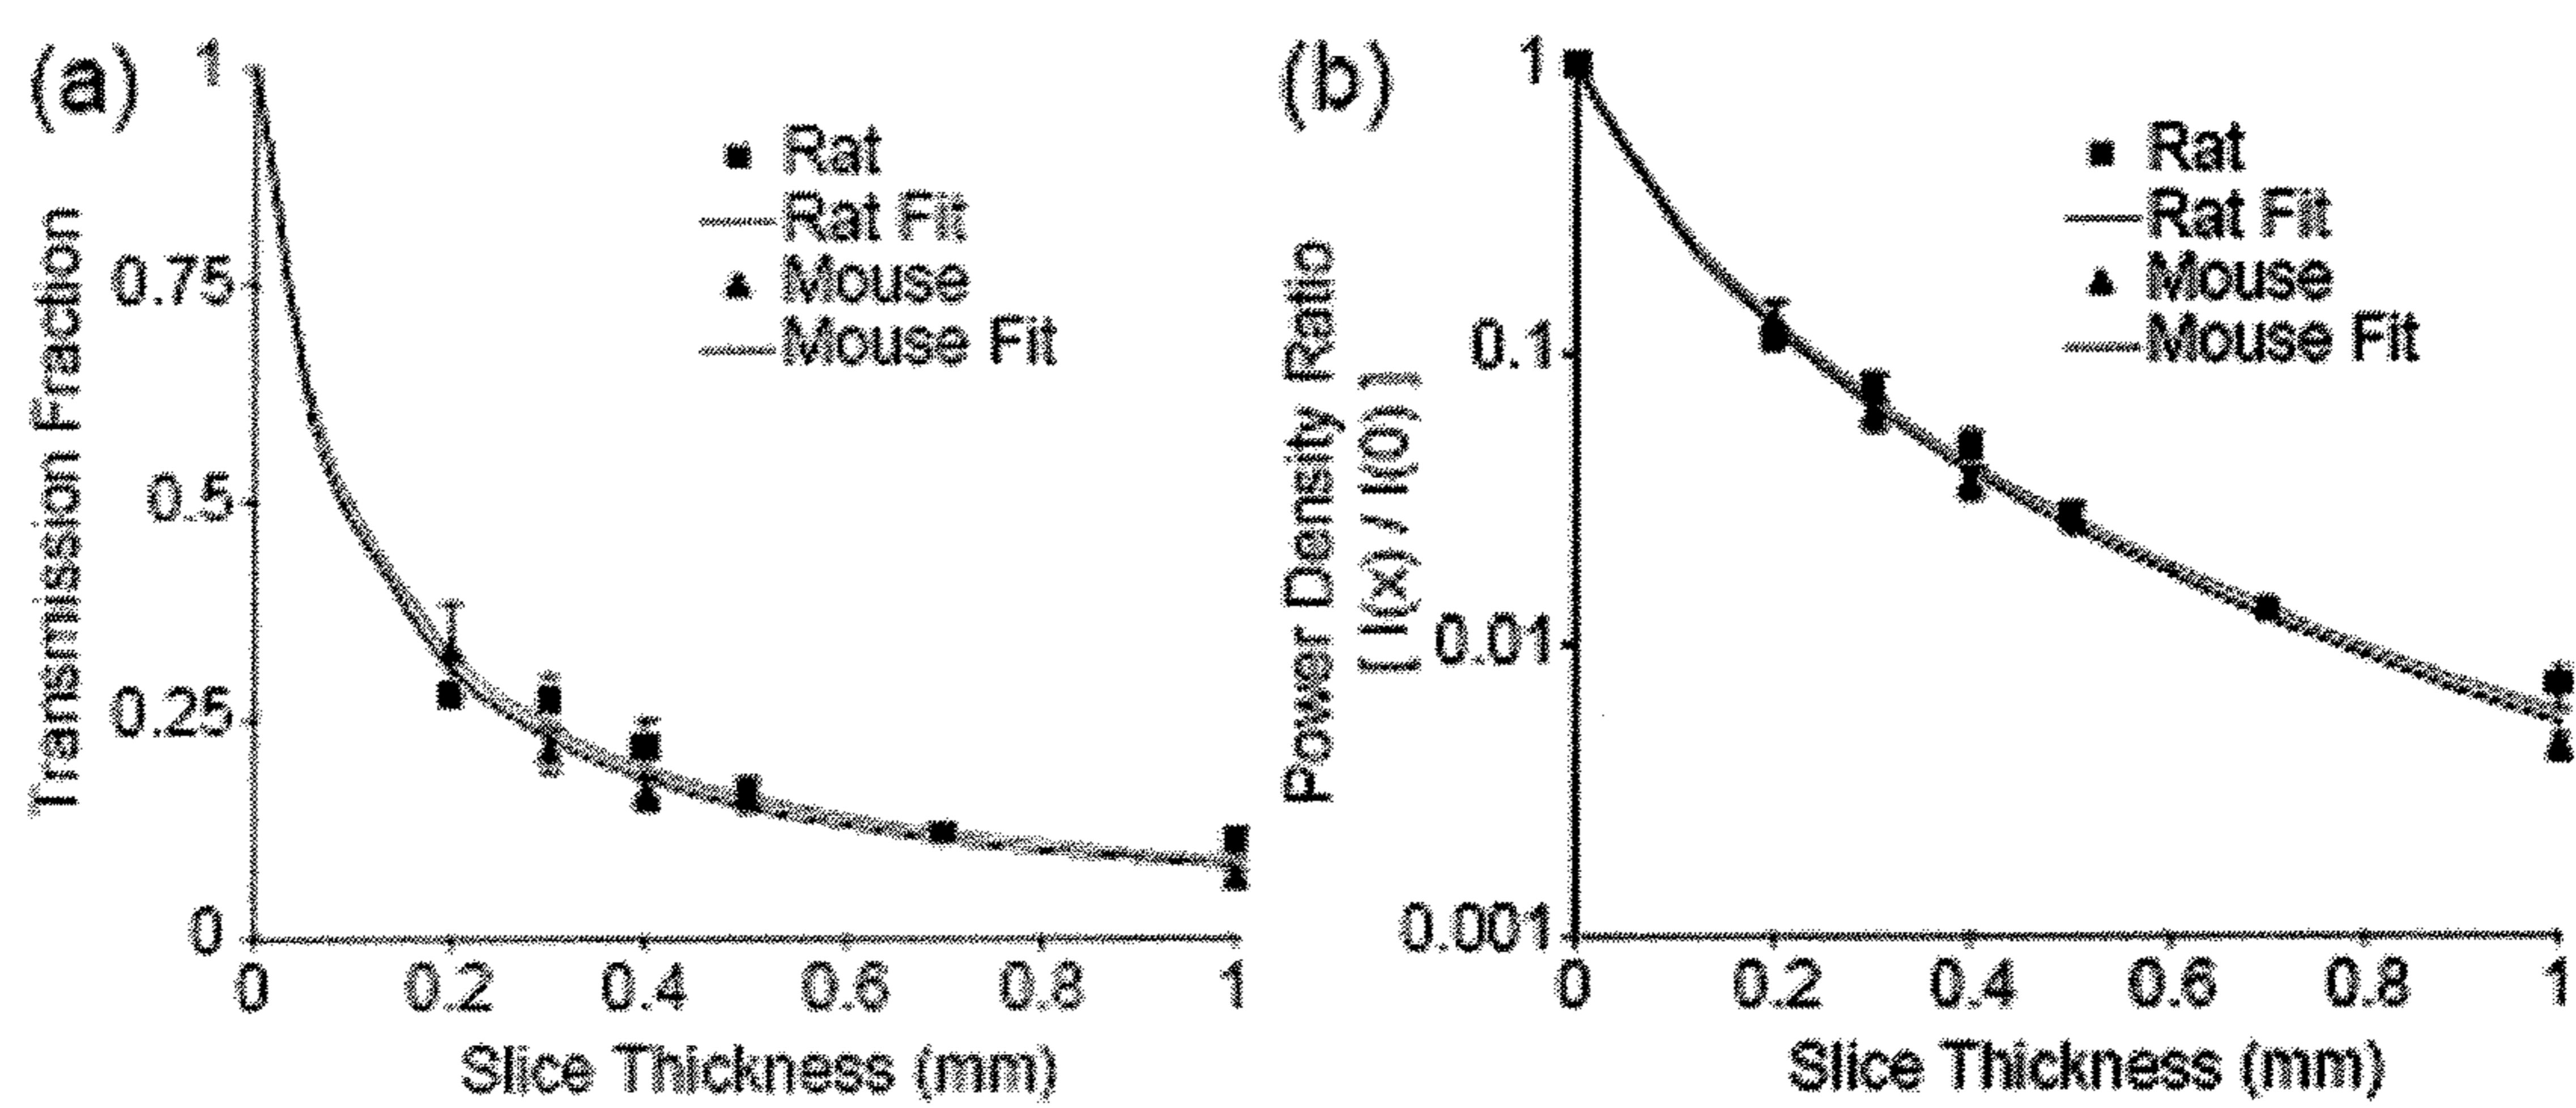 (a)
Transmission Fraction
1
0.75
0.5
0.25
0
0 0.2 0.4 0.6 0.8 1
Slice Thickness (mm)
Rat
Rat Fit
Mouse
Mouse Fit
(b)
Power Density Ratio
[ I(x) / I(0) ]
1
0.1
0.01
0.001
0 0.2 0.4 0.6 0.8 1
Slice Thickness (mm)
Rat
Rat Fit
Mouse
Mouse Fit